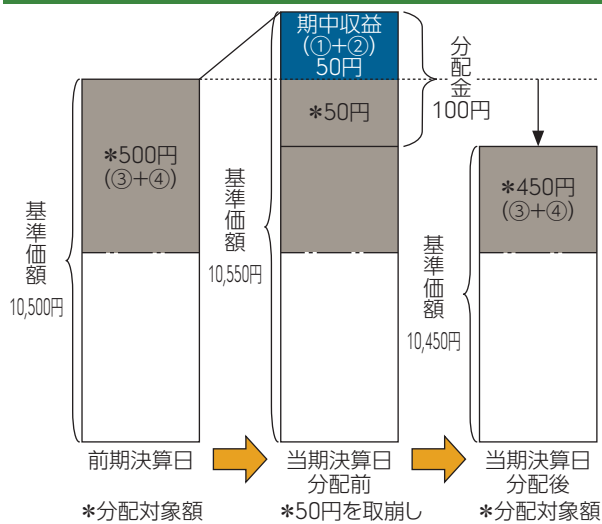 期中収益
(①+②)
50円
分配金
100円
*50円
*500円
(③+④)
*450円
(③+④)
基準価額
10,500円
基準価額
10,550円
基準価額
10,450円
前期決算日
当期決算日
分配前
当期決算日
分配後
*分配対象額
*50円を取崩し
*分配対象額